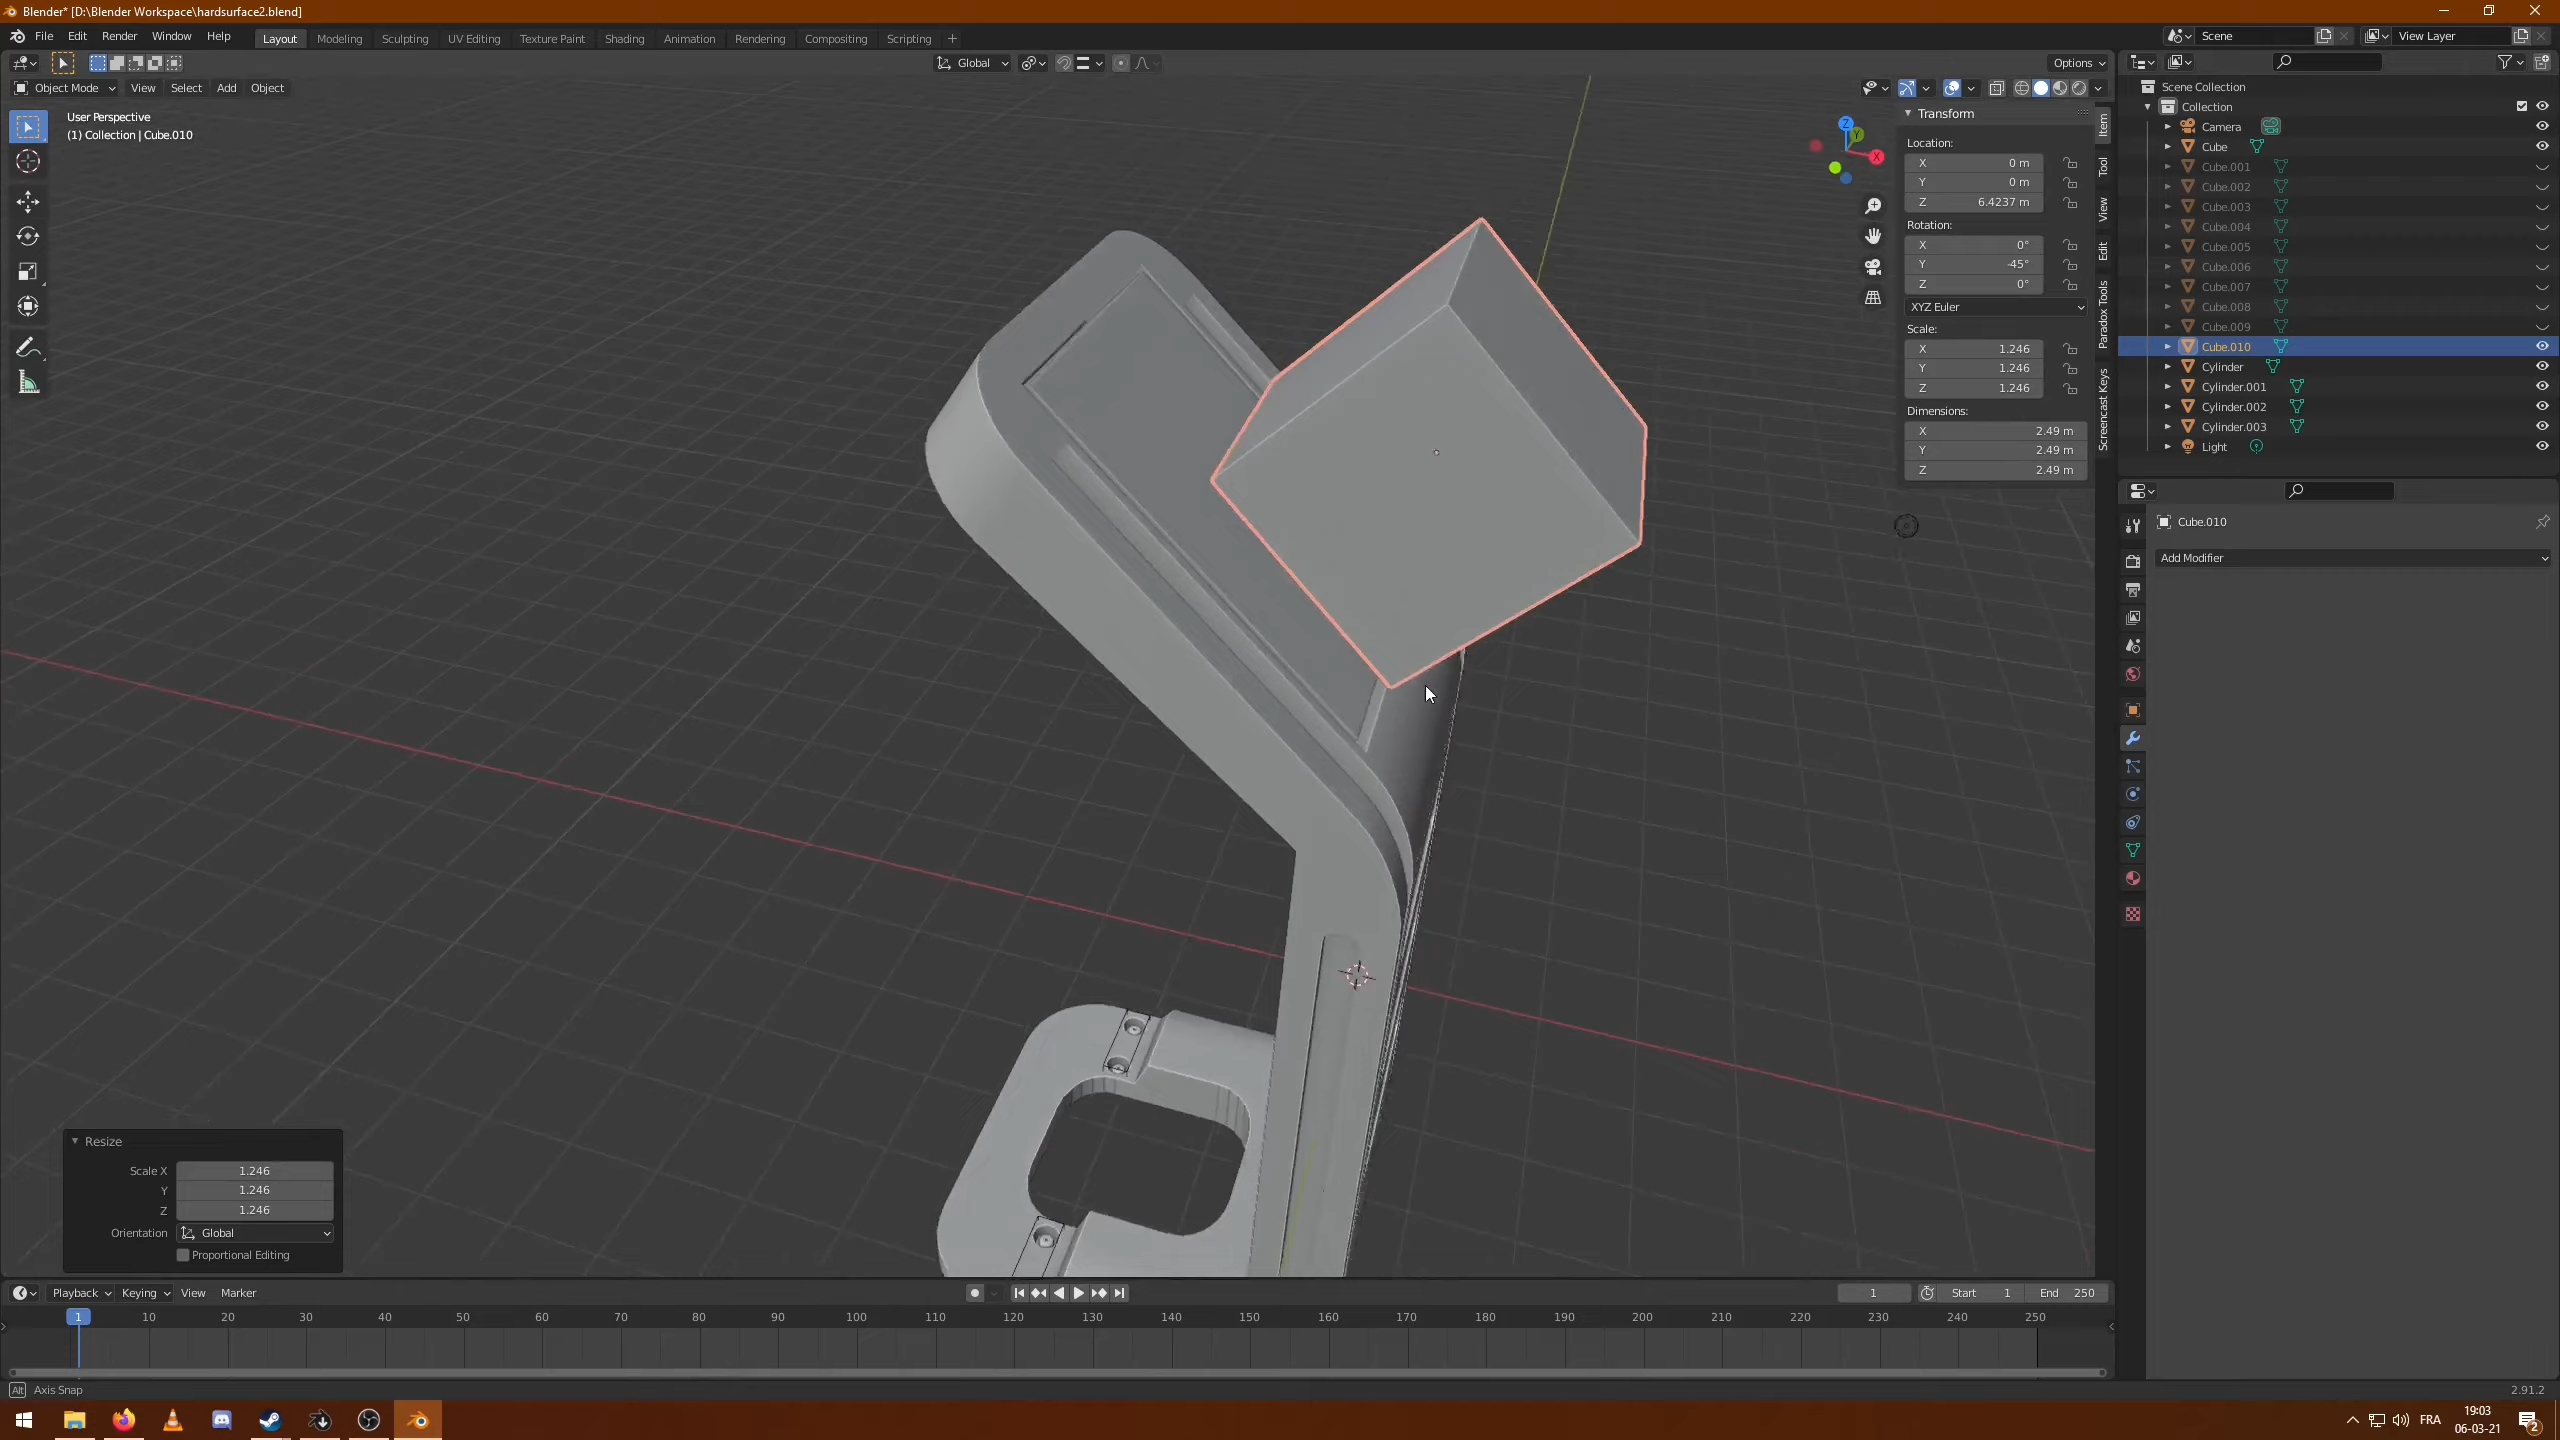 Blender* [D:\Blender Workspace\hardsurface2.blend]
File Edit Render Window Help Layout Modeling Sculpting UV Editing Texture Paint Shading Animation Rendering Compositing Scripting + Scene View Layer
Global Options
Object Mode View Select Add Object
User Perspective
(1) Collection | Cube.010
Z
Y
X
Transform
Location:
X 0 m
Y 0 m
Z 6.4237 m
Rotation:
X 0°
Y -45°
Z 0°
XYZ Euler
Scale:
X 1.246
Y 1.246
Z 1.246
Dimensions:
X 2.49 m
Y 2.49 m
Z 2.49 m
Item
Tool
View
Edit
Paradox Tools
Screencast Keys
Scene Collection
Collection
Camera
Cube
Cube.001
Cube.002
Cube.003
Cube.004
Cube.005
Cube.006
Cube.007
Cube.008
Cube.009
Cube.010
Cylinder
Cylinder.001
Cylinder.002
Cylinder.003
Light
Cube.010
Add Modifier
Resize
Scale X 1.246
Y 1.246
Z 1.246
Orientation Global
Proportional Editing
Playback Keying View Marker 1 Start 1 End 250
1 10 20 30 40 50 60 70 80 90 100 110 120 130 140 150 160 170 180 190 200 210 220 230 240 250
Alt Axis Snap 2.91.2
FRA
19:03
06-03-21
2